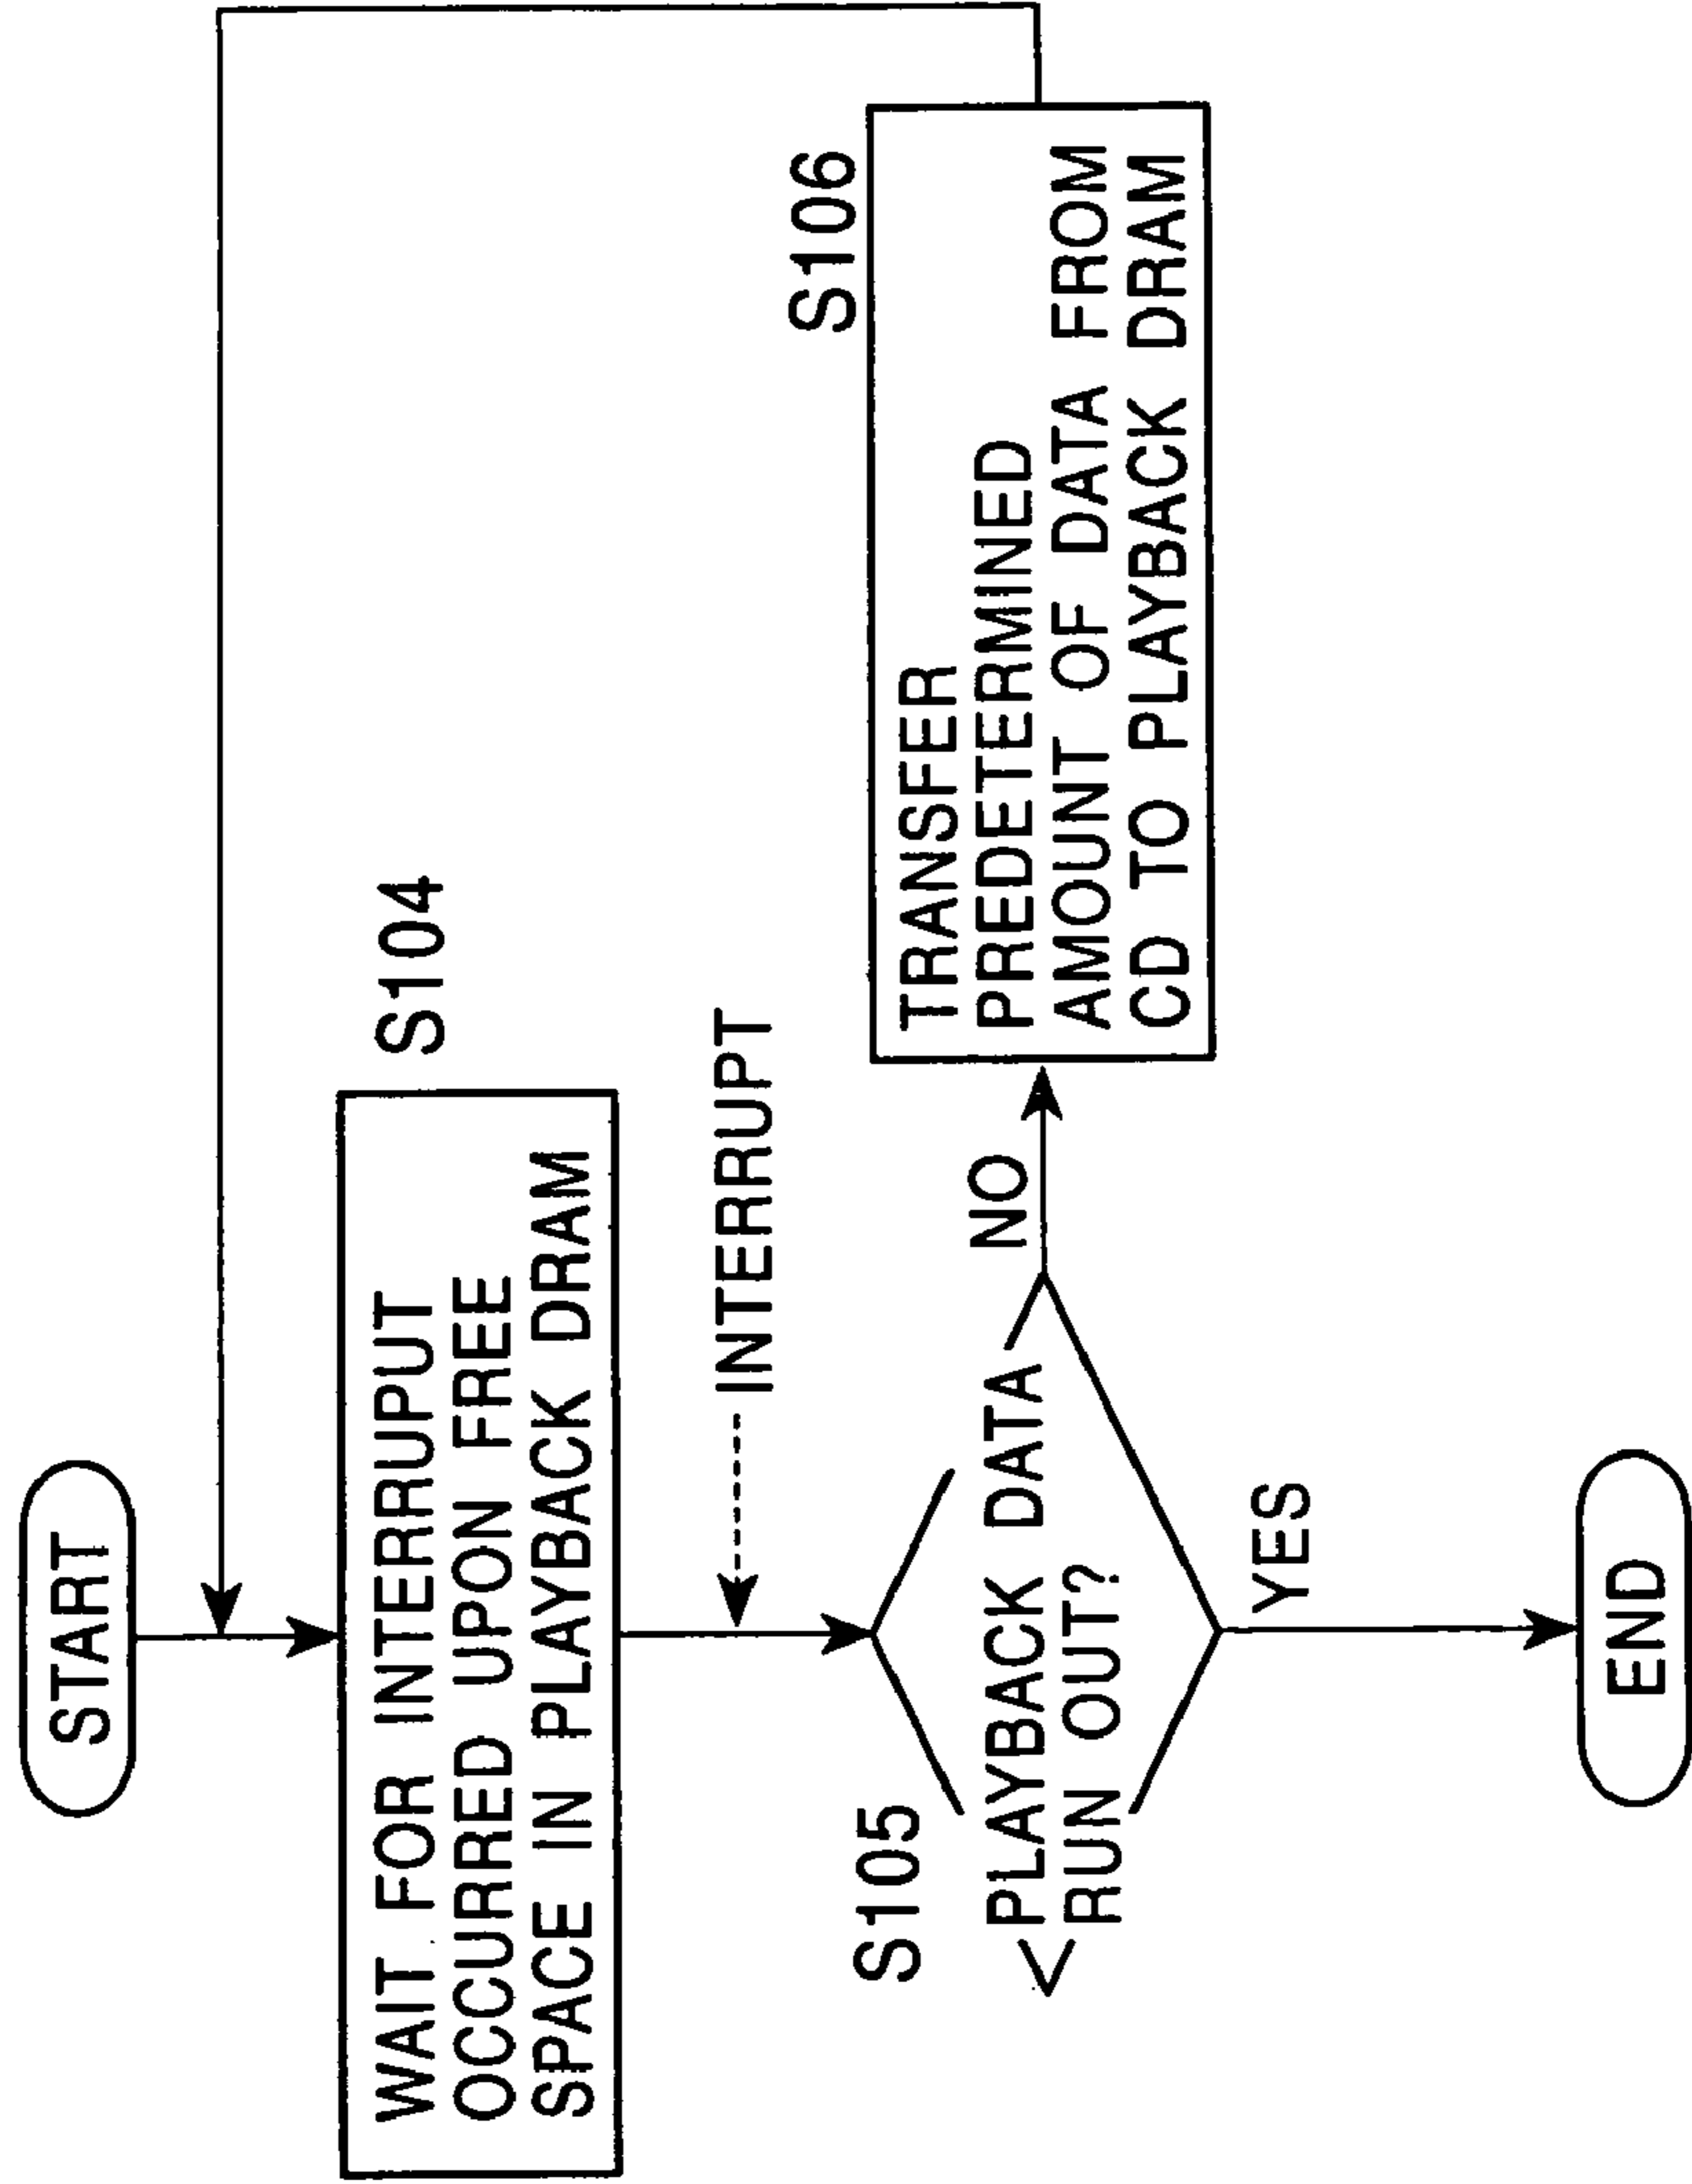 START
S104
WAIT FOR INTERRUPUT
OCCURRED UPON FREE
SPACE IN PLAYBACK DRAM
INTERRUPT
S105
PLAYBACK DATA
RUN OUT?
NO
S106
TRANSFER
PREDETERMINED
AMOUNT OF DATA FROM
CD TO PLAYBACK DRAM
YES
END